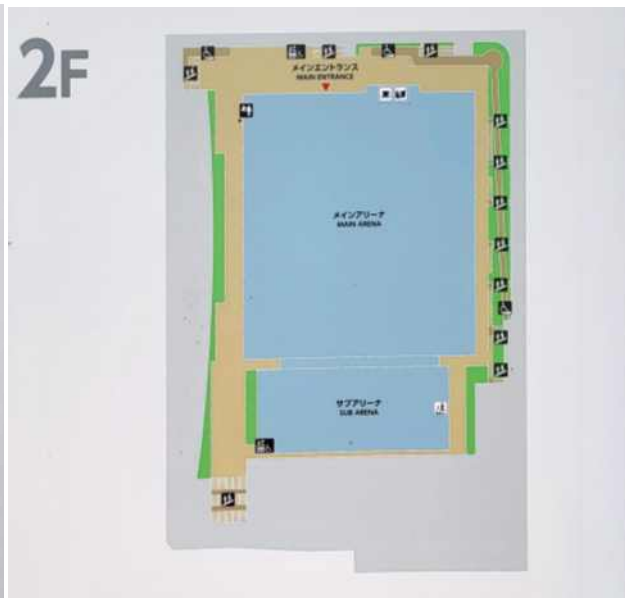 2F
メインエントランス
MAIN ENTRANCE
メインアリーナ
MAIN ARENA
サブアリーナ
SUB ARENA